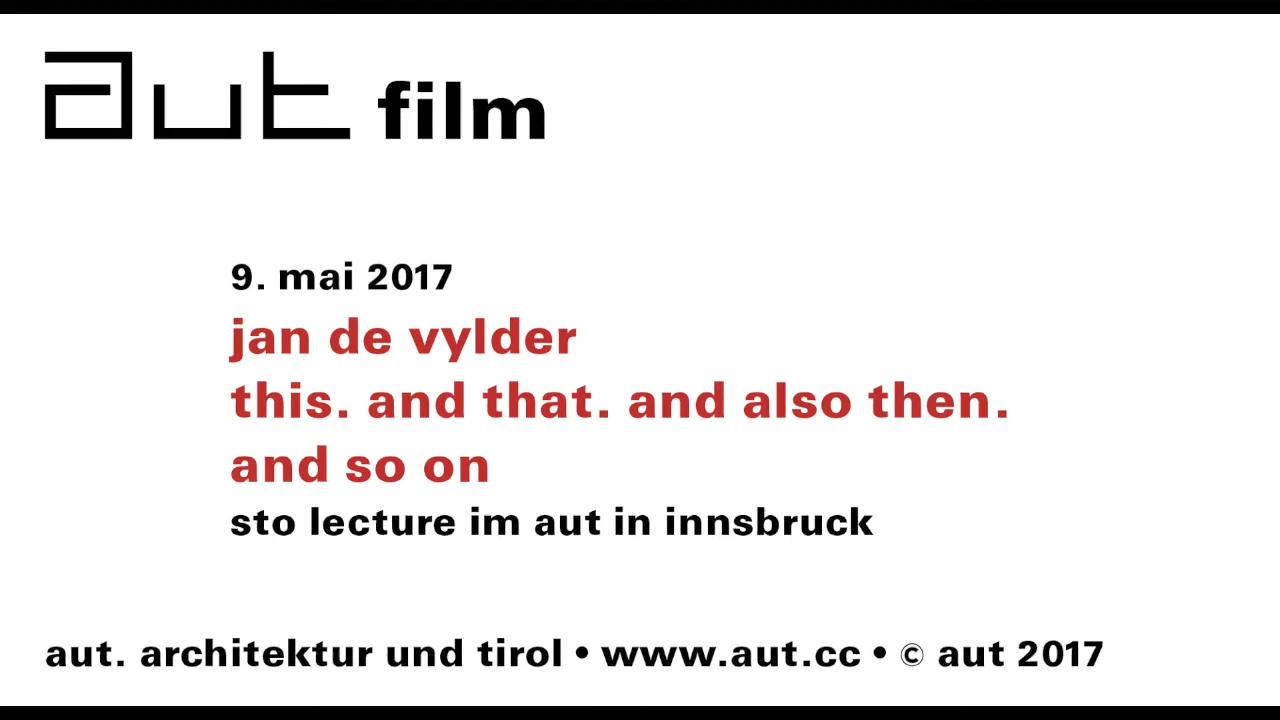 aut film
9. mai 2017
jan de vylder
this. and that. and also then.
and so on
sto lecture im aut in innsbruck
aut. architektur und tirol • www.aut.cc • © aut 2017